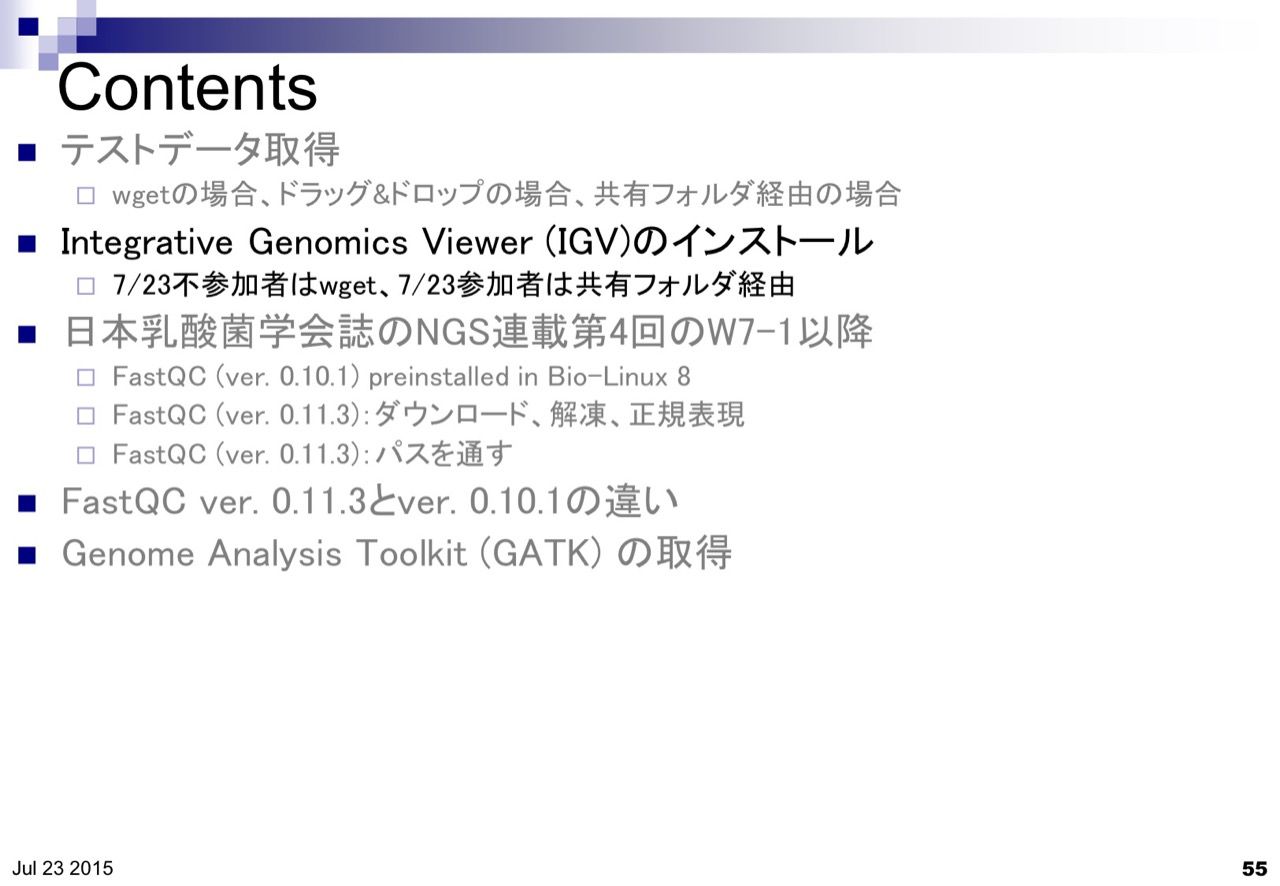 Contents
テストデータ取得
wgetの場合、ドラッグ&ドロップの場合、共有フォルダ経由の場合
Integrative Genomics Viewer (IGV)のインストール
7/23不参加者はwget、7/23参加者は共有フォルダ経由
日本乳酸菌学会誌のNGS連載第4回のW7-1以降
FastQC (ver. 0.10.1) preinstalled in Bio-Linux 8
FastQC (ver. 0.11.3):ダウンロード、解凍、正規表現
FastQC (ver. 0.11.3):パスを通す
FastQC ver. 0.11.3とver. 0.10.1の違い
Genome Analysis Toolkit (GATK) の取得
Jul 23 2015
55